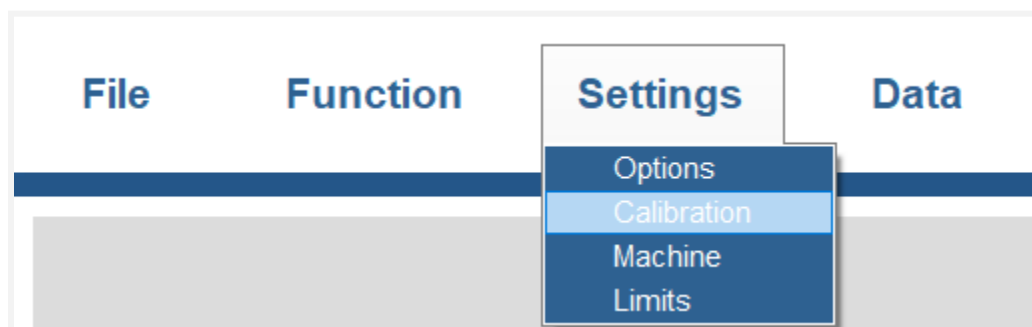 File Function Settings Data
Options
Calibration
Machine
Limits